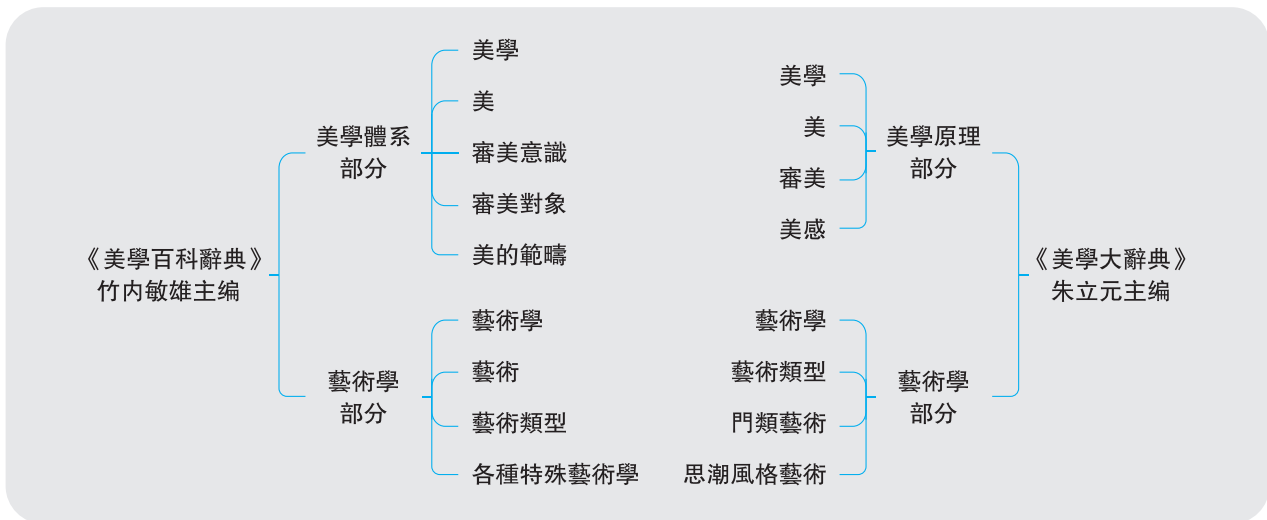 《美學百科辭典》
竹内敏雄主编
美學體系
部分
美學
美
審美意識
審美對象
美的範疇
藝術學
部分
藝術學
藝術
藝術類型
各種特殊藝術學
美學
美
審美
美感
美學原理
部分
藝術學
藝術類型
門類藝術
思潮風格藝術
藝術學
部分
《美學大辭典》
朱立元主编